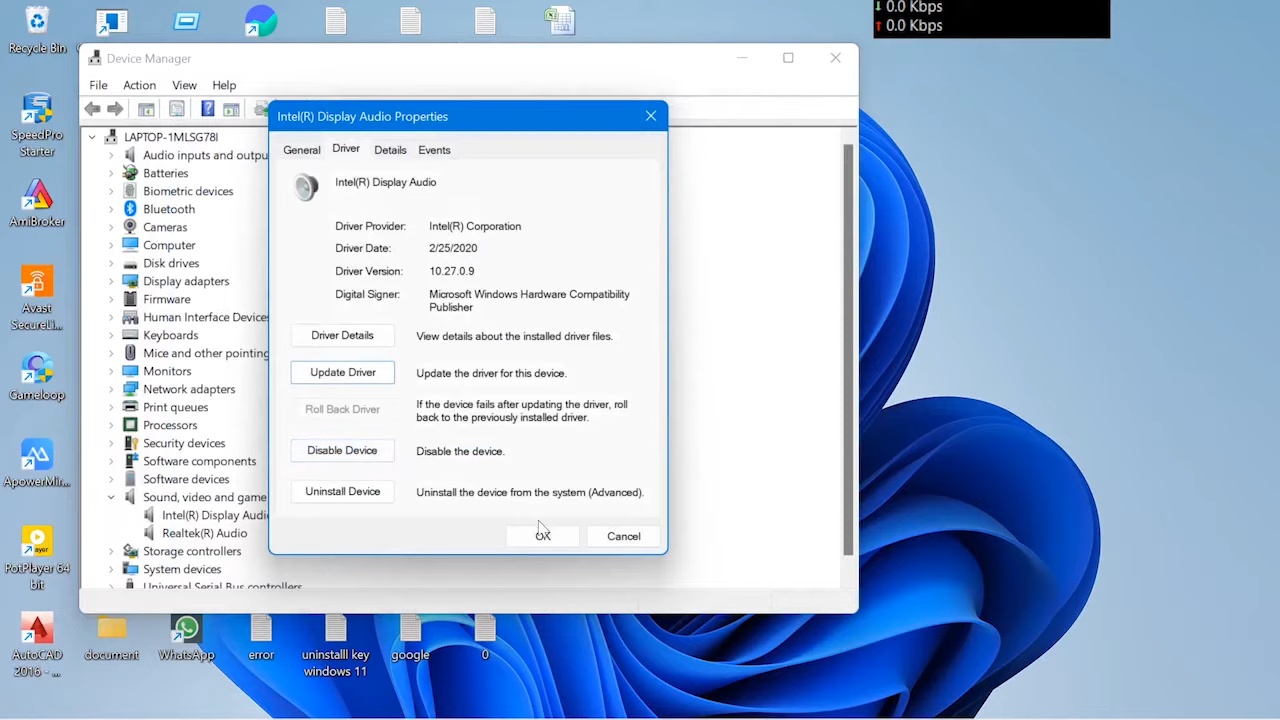 0.0 Kbps
0.0 Kbps
Recycle Bin
Device Manager
File Action View Help
Intel(R) Display Audio Properties
General Driver Details Events
Intel(R) Display Audio
Driver Provider: Intel(R) Corporation
Driver Date: 2/25/2020
Driver Version: 10.27.0.9
Digital Signer: Microsoft Windows Hardware Compatibility
Publisher
Driver Details View details about the installed driver files.
Update Driver Update the driver for this device.
Roll Back Driver If the device fails after updating the driver, roll
back to the previously installed driver.
Disable Device Disable the device.
Uninstall Device Uninstall the device from the system (Advanced).
OK Cancel
LAPTOP-1MLSG78I
Audio inputs and outpu
Batteries
Biometric devices
Bluetooth
Cameras
Computer
Disk drives
Display adapters
Firmware
Human Interface Devices
Keyboards
Mice and other pointing
Monitors
Network adapters
Print queues
Processors
Security devices
Software components
Software devices
Sound, video and game
Intel(R) Display Audi
Realtek(R) Audio
Storage controllers
System devices
Universal Serial Bus controllers
SpeedPro
Starter
AmiBroker
Avast
SecureLi...
Gameloop
ApowerMir...
PotPlayer 64
bit
AutoCAD
2016 - ...
document
WhatsApp
error
uninstalll key
windows 11
google
0